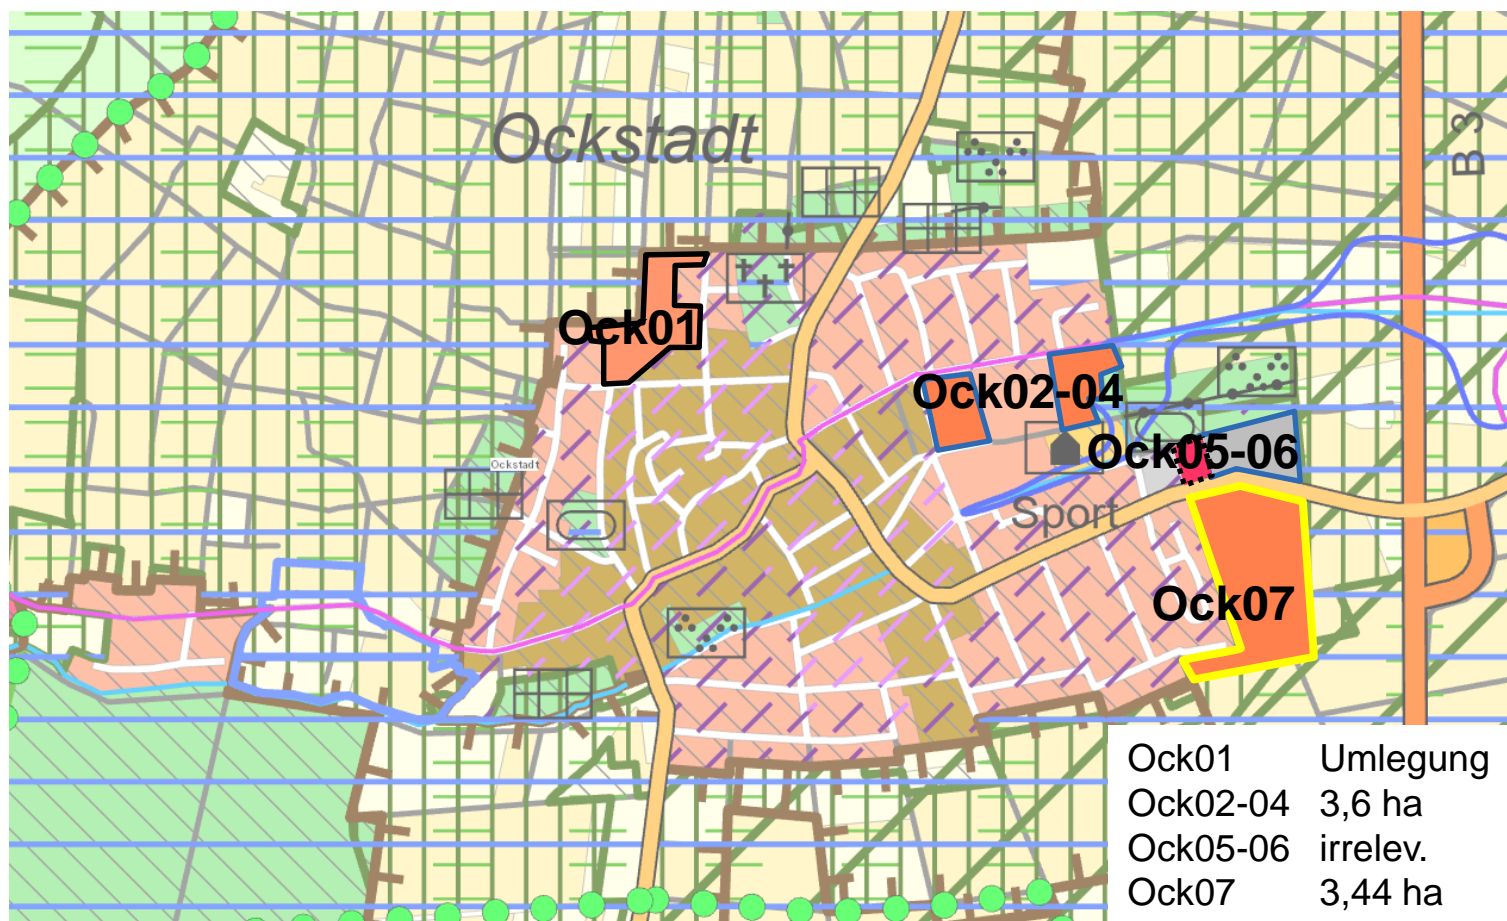 Ockstadt
B 3
Ock01
Ock02-04
Ock05-06
Ockstadt
Sport
Ock07
Ock01 Umlegung
Ock02-04 3,6 ha
Ock05-06 irrelev.
Ock07 3,44 ha